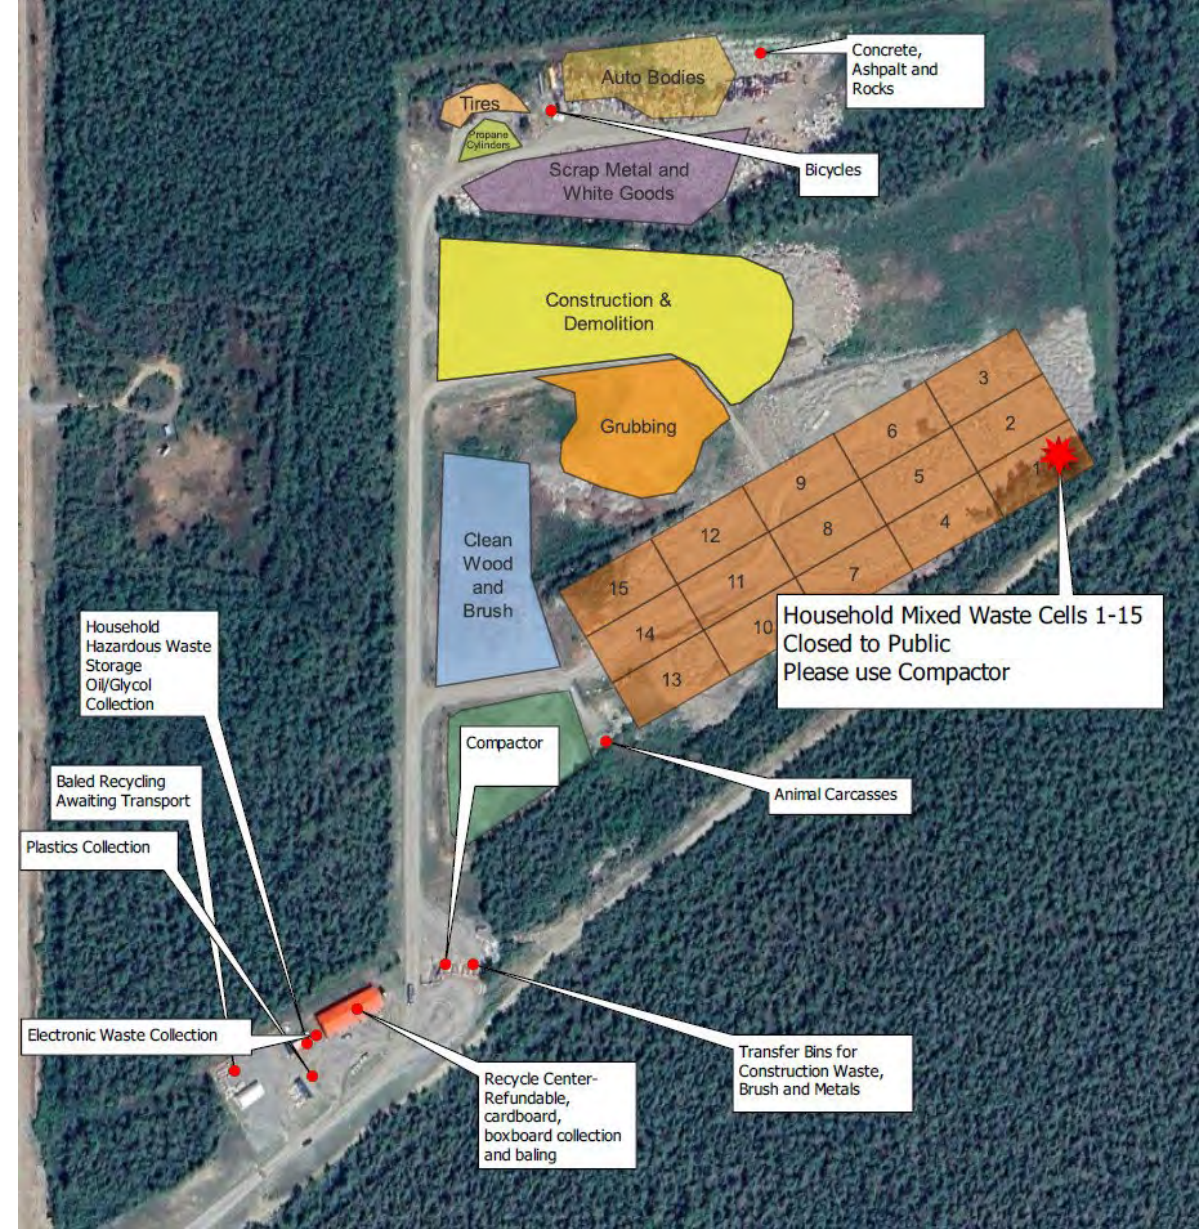 Concrete,
Ashpalt and
Rocks
Auto Bodies
Tires
Propane
Cylinders
Bicycles
Scrap Metal and
White Goods
Construction &
Demolition
Grubbing
3
2
1
6
5
4
9
8
7
12
11
10
15
14
13
Clean
Wood
and
Brush
Household Mixed Waste Cells 1-15
Closed to Public
Please use Compactor
Household
Hazardous Waste
Storage
Oil/Glycol
Collection
Compactor
Animal Carcasses
Baled Recycling
Awaiting Transport
Plastics Collection
Electronic Waste Collection
Transfer Bins for
Construction Waste,
Brush and Metals
Recycle Center-
Refundable,
cardboard,
boxboard collection
and baling